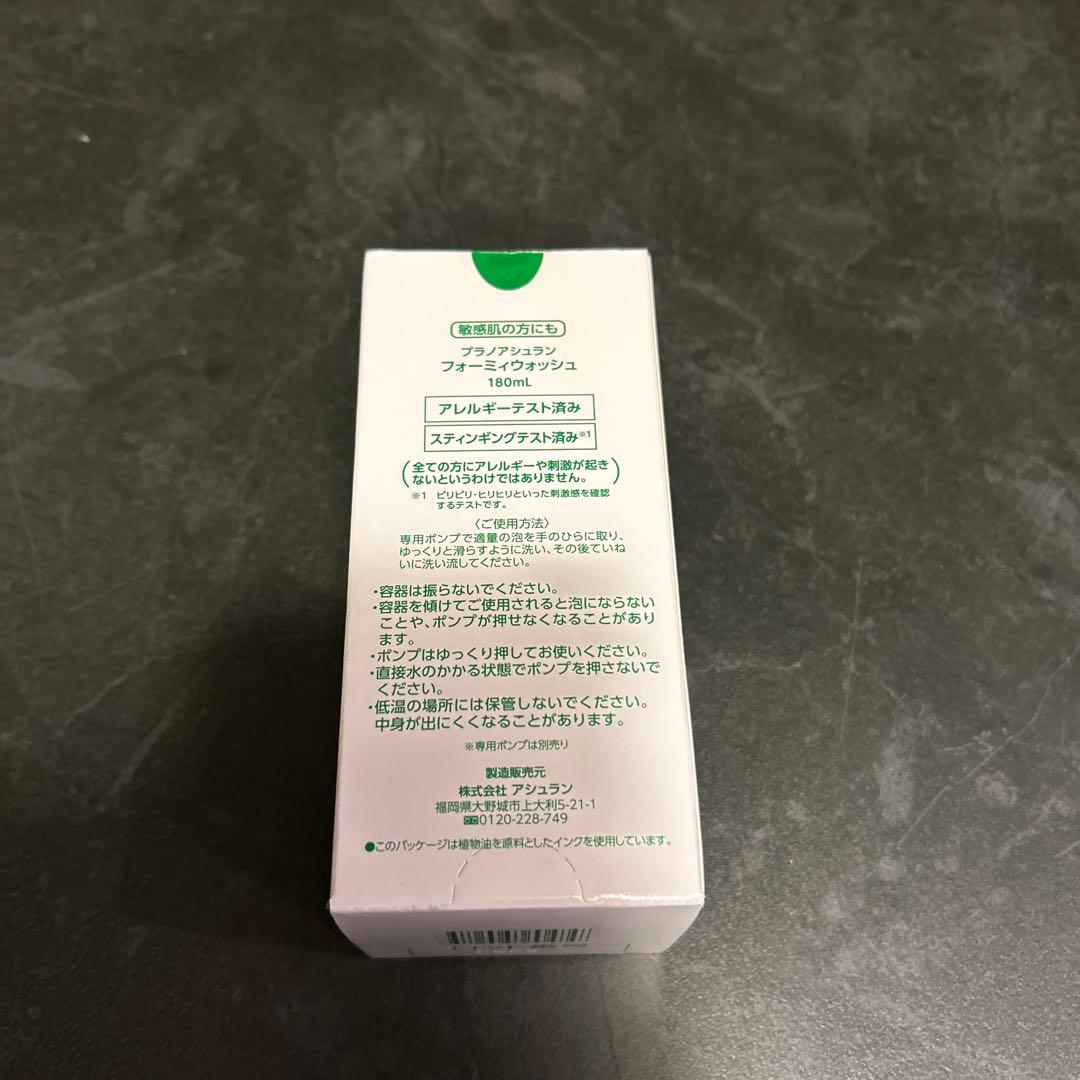 敏感肌の方にも
プラノアシュラン
フォーミィウォッシュ
180mL
アレルギーテスト済み
スティンギングテスト済み※1
(全ての方にアレルギーや刺激が起き
ないというわけではありません。)
※1 ピリピリ・ヒリヒリといった刺激感を確認
するテストです。
〈ご使用方法〉
専用ポンプで適量の泡を手のひらに取り、
ゆっくりと滑らすように洗い、その後ていね
いに洗い流してください。
・容器は振らないでください。
・容器を傾けてご使用されると泡にならない
ことや、ポンプが押せなくなることがあり
ます。
・ポンプはゆっくり押してお使いください。
・直接水のかかる状態でポンプを押さないで
ください。
・低温の場所には保管しないでください。
中身が出にくくなることがあります。
※専用ポンプは別売り
製造販売元
株式会社 アシュラン
福岡県大野城市上大利5-21-1
0120-228-749
●このパッケージは植物油を原料としたインクを使用しています。